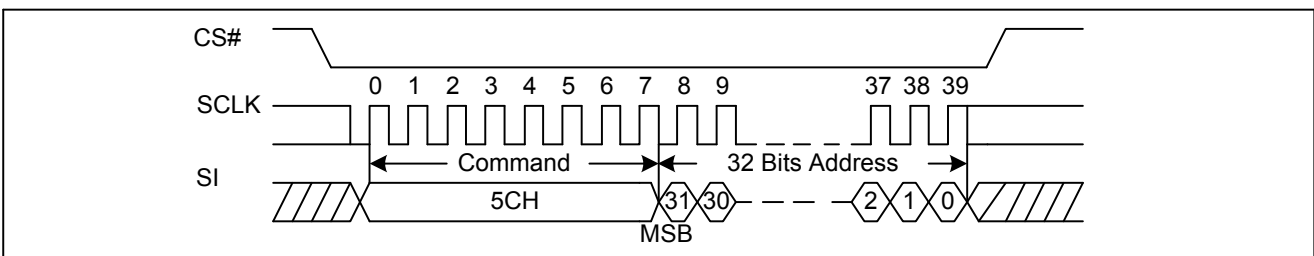 CS#
0 1 2 3 4 5 6 7 8 9 37 38 39
SCLK
Command 32 Bits Address
SI
5CH 31 30 2 1 0
MSB